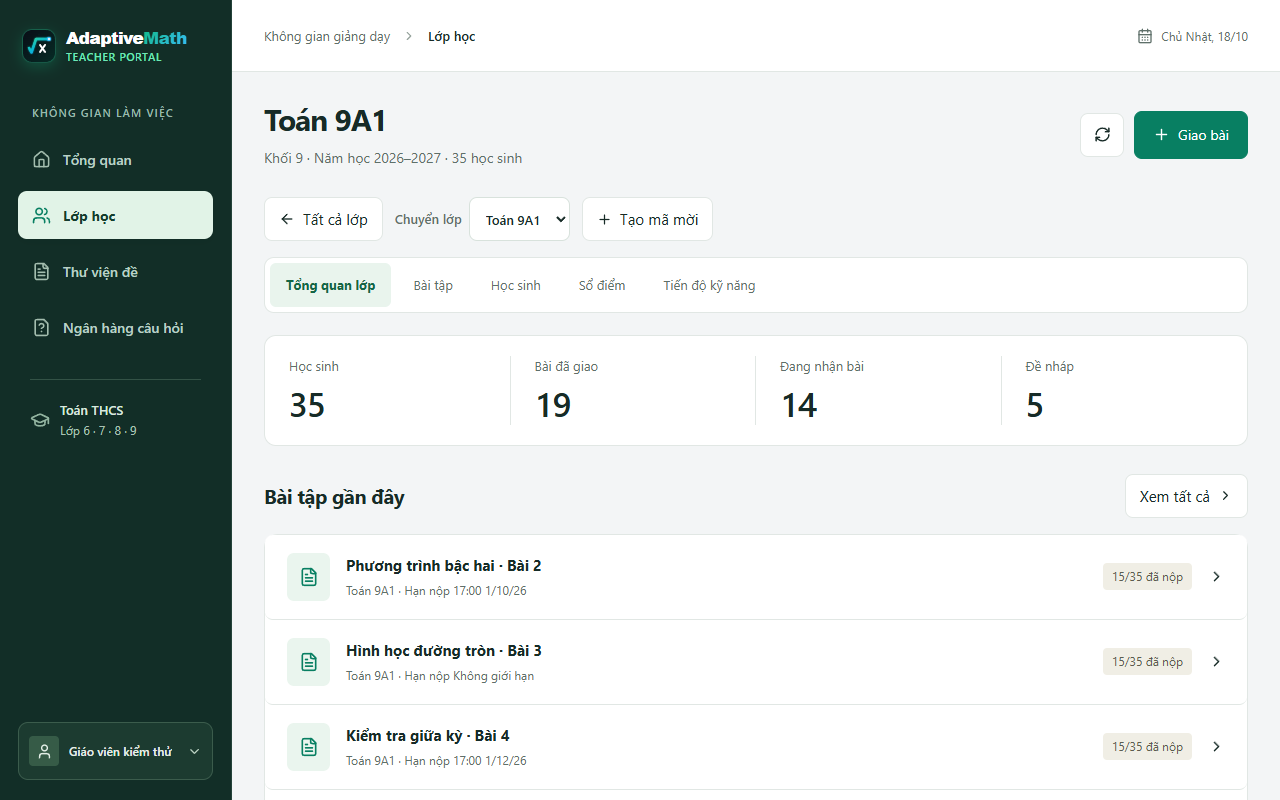 AdaptiveMath
TEACHER PORTAL
KHÔNG GIAN LÀM VIỆC
Tổng quan
Lớp học
Thư viện đề
Ngân hàng câu hỏi
Toán THCS
Lớp 6 · 7 · 8 · 9
Giáo viên kiểm thử
Không gian giảng dạy
Lớp học
Chủ Nhật, 18/10
Toán 9A1
Khối 9 · Năm học 2026–2027 · 35 học sinh
Giao bài
Tất cả lớp
Chuyển lớp
Toán 9A1
Tạo mã mời
Tổng quan lớp
Bài tập
Học sinh
Sổ điểm
Tiến độ kỹ năng
Học sinh
35
Bài đã giao
19
Đang nhận bài
14
Đề nháp
5
Bài tập gần đây
Xem tất cả
Phương trình bậc hai · Bài 2
Toán 9A1 · Hạn nộp 17:00 1/10/26
15/35 đã nộp
Hình học đường tròn · Bài 3
Toán 9A1 · Hạn nộp Không giới hạn
15/35 đã nộp
Kiểm tra giữa kỳ · Bài 4
Toán 9A1 · Hạn nộp 17:00 1/12/26
15/35 đã nộp